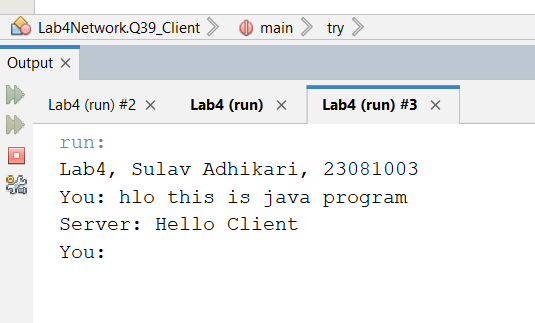 Lab4Network.Q39_Client main try
Output
Lab4 (run) #2 Lab4 (run) Lab4 (run) #3
run:
Lab4, Sulav Adhikari, 23081003
You: hlo this is java program
Server: Hello Client
You: